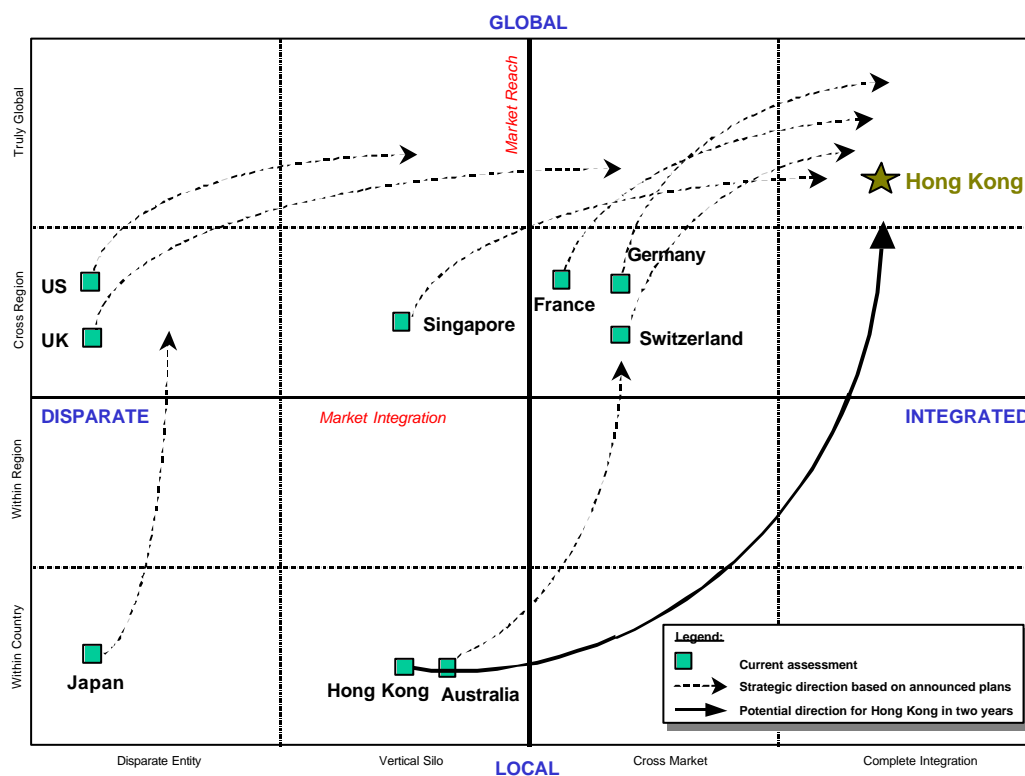 GLOBAL
Truly Global
Market Reach
Hong Kong
US
Germany
France
Cross Region
UK
Singapore
Switzerland
DISPARATE
Market Integration
INTEGRATED
Within Region
Within Country
Japan
Hong Kong
Australia
Legend:
Current assessment
Strategic direction based on announced plans
Potential direction for Hong Kong in two years
Disparate Entity
Vertical Silo
LOCAL
Cross Market
Complete Integration